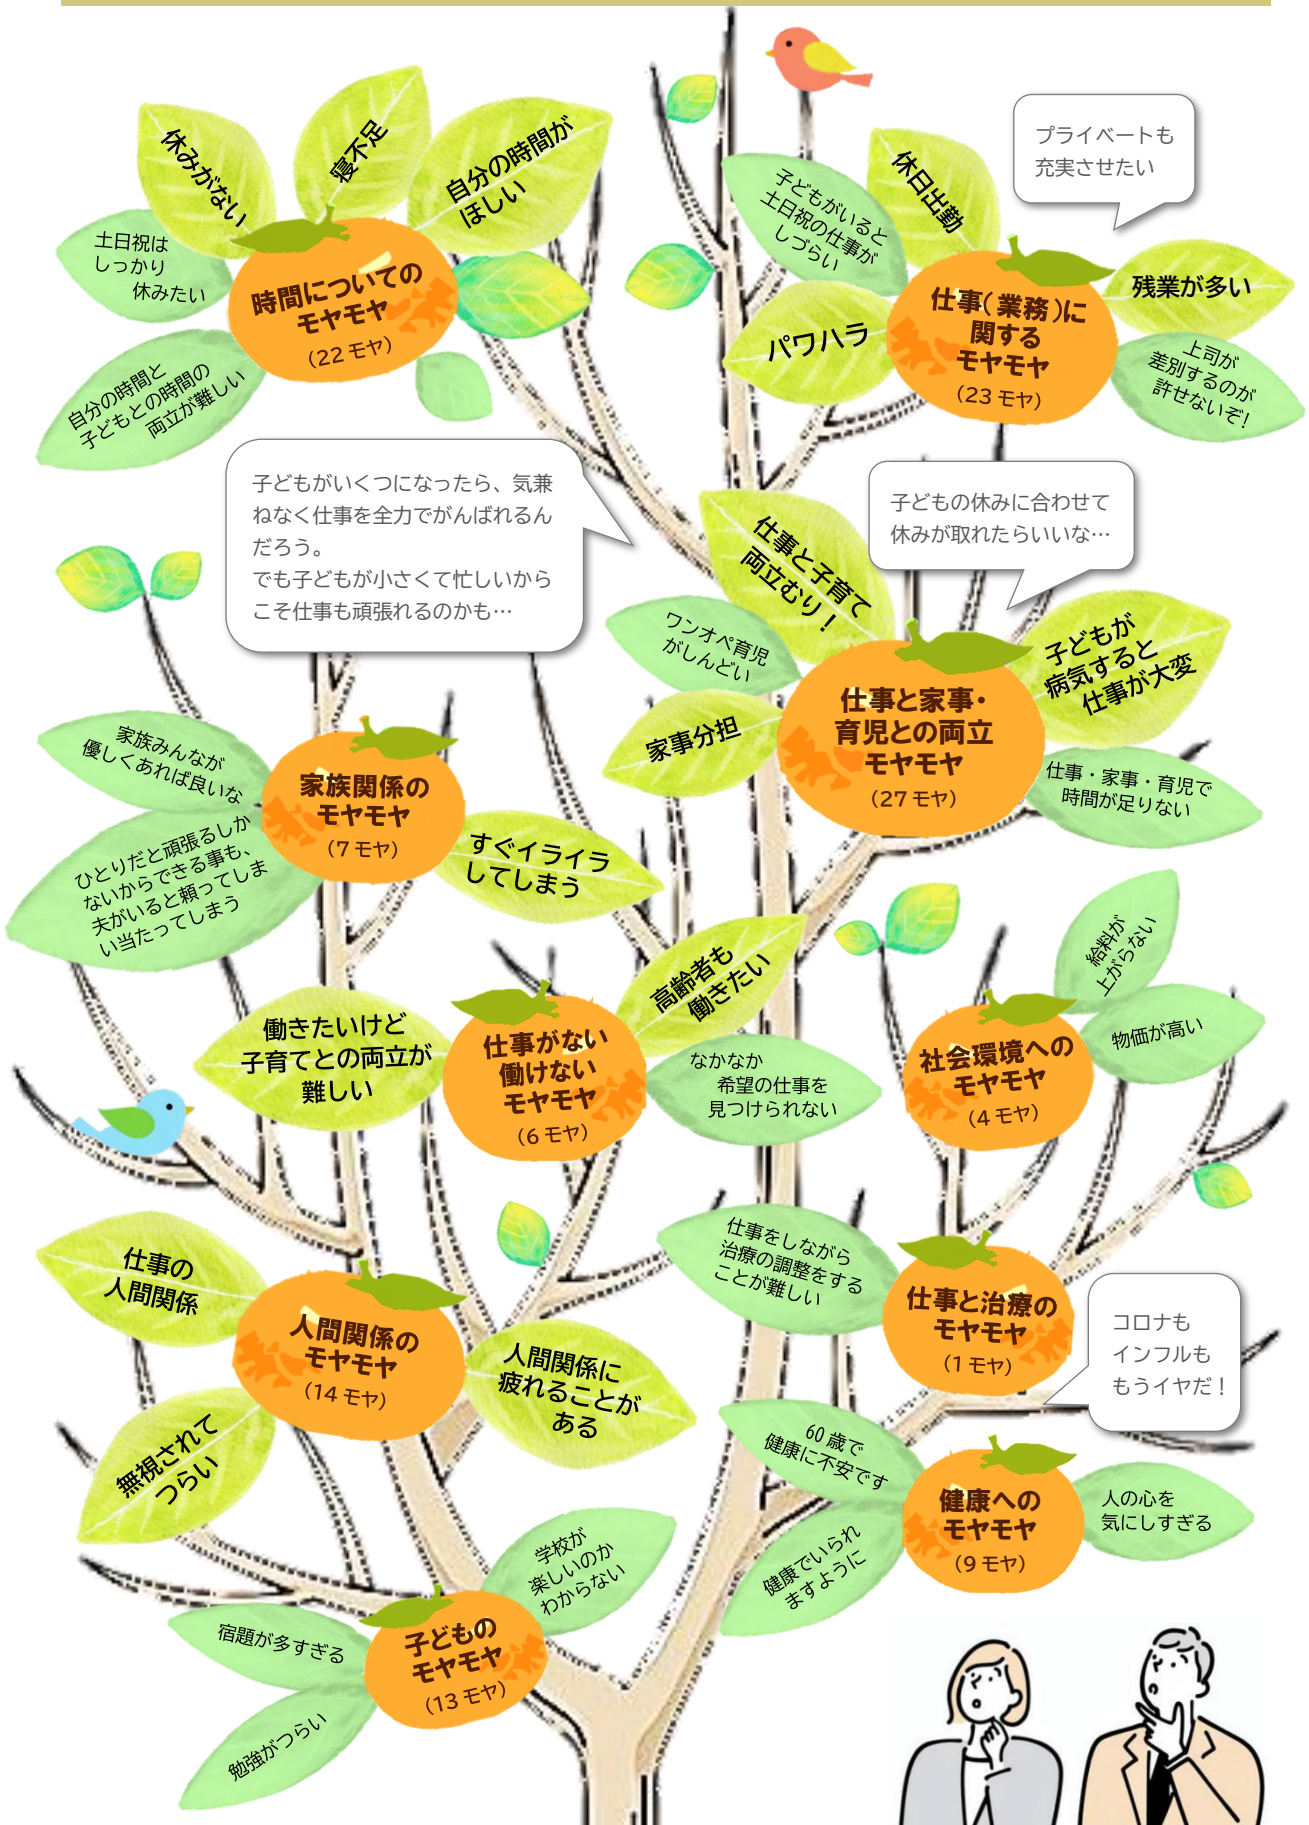 休みがない
寝不足
自分の時間が
ほしい
土日祝は
しっかり
休みたい
時間についての
モヤモヤ
（22 モヤ）
自分の時間と
子どもとの時間の
両立が難しい
プライベートも
充実させたい
子どもがいると
土日祝の仕事が
しづらい
休日出勤
残業が多い
パワハラ
仕事（業務）に
関する
モヤモヤ
（23 モヤ）
上司が
差別するのが
許せないぞ！
子どもがいくつになったら、気兼
ねなく仕事を全力でがんばれるん
だろう。
でも子どもが小さくて忙しいから
こそ仕事も頑張れるのかも…
子どもの休みに合わせて
休みが取れたらいいな…
仕事と子育て
両立むり！
ワンオペ育児
がしんどい
家事分担
子どもが
病気すると
仕事が大変
仕事と家事・
育児との両立
モヤモヤ
（27 モヤ）
仕事・家事・育児で
時間が足りない
家族みんなが
優しくあれば良いな
家族関係の
モヤモヤ
（7 モヤ）
ひとりだと頑張るしか
ないからできる事も、
夫がいると頼ってしま
い当たってしまう
すぐイライラ
してしまう
高齢者も
働きたい
働きたいけど
子育てとの両立が
難しい
仕事がない
働けない
モヤモヤ
（6 モヤ）
なかなか
希望の仕事を
見つけられない
給料が
上がらない
物価が高い
社会環境への
モヤモヤ
（4 モヤ）
仕事の
人間関係
人間関係の
モヤモヤ
（14 モヤ）
人間関係に
疲れることが
ある
無視されて
つらい
仕事をしながら
治療の調整をする
ことが難しい
仕事と治療の
モヤモヤ
（1 モヤ）
コロナも
インフルも
もうイヤだ！
60 歳で
健康に不安です
健康への
モヤモヤ
（9 モヤ）
人の心を
気にしすぎる
健康でいられ
ますように
学校が
楽しいのか
わからない
宿題が多すぎる
子どもの
モヤモヤ
（13 モヤ）
勉強がつらい